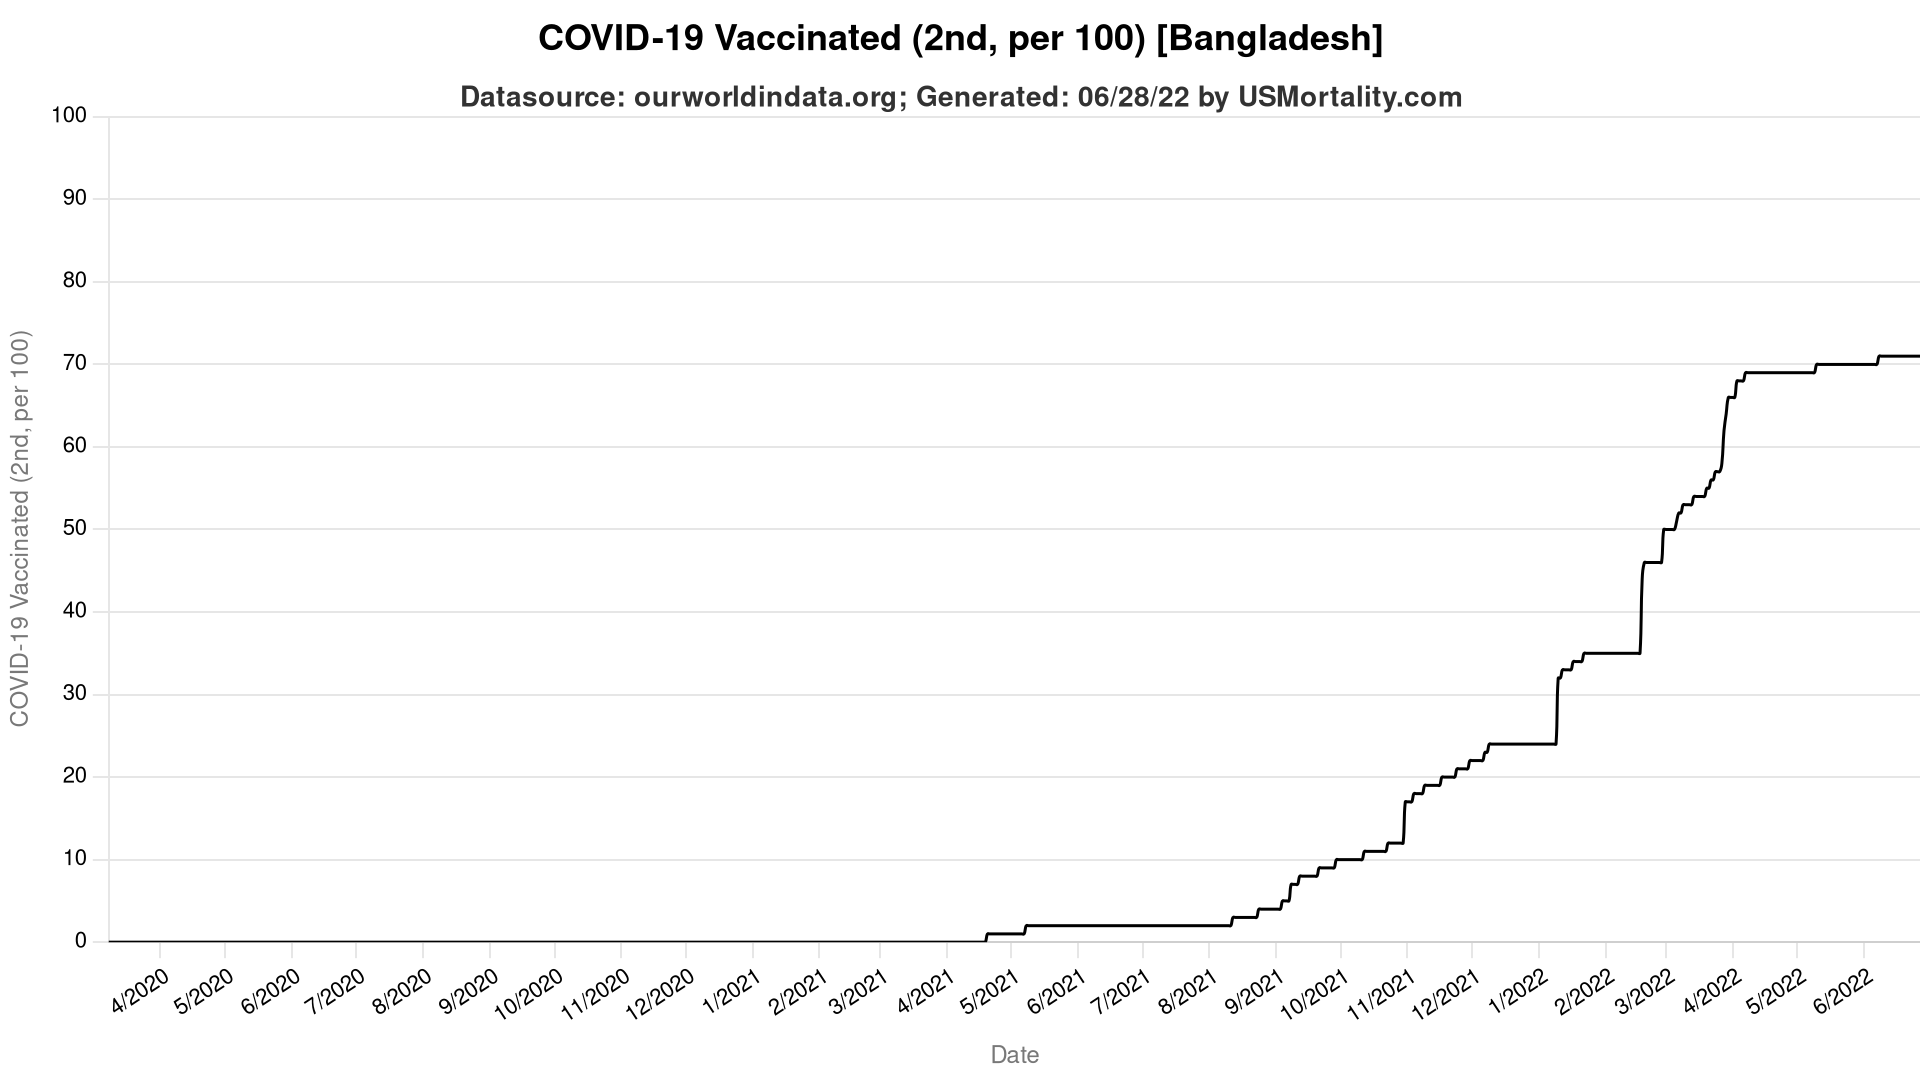 COVID-19 Vaccinated (2nd, per 100) [Bangladesh]
Datasource: ourworldindata.org; Generated: 06/28/22 by USMortality.com
COVID-19 Vaccinated (2nd, per 100)
100
90
80
70
60
50
40
30
20
10
0
4/2020 5/2020 6/2020 7/2020 8/2020 9/2020 10/2020 11/2020 12/2020 1/2021 2/2021 3/2021 4/2021 5/2021 6/2021 7/2021 8/2021 9/2021 10/2021 11/2021 12/2021 1/2022 2/2022 3/2022 4/2022 5/2022 6/2022
Date